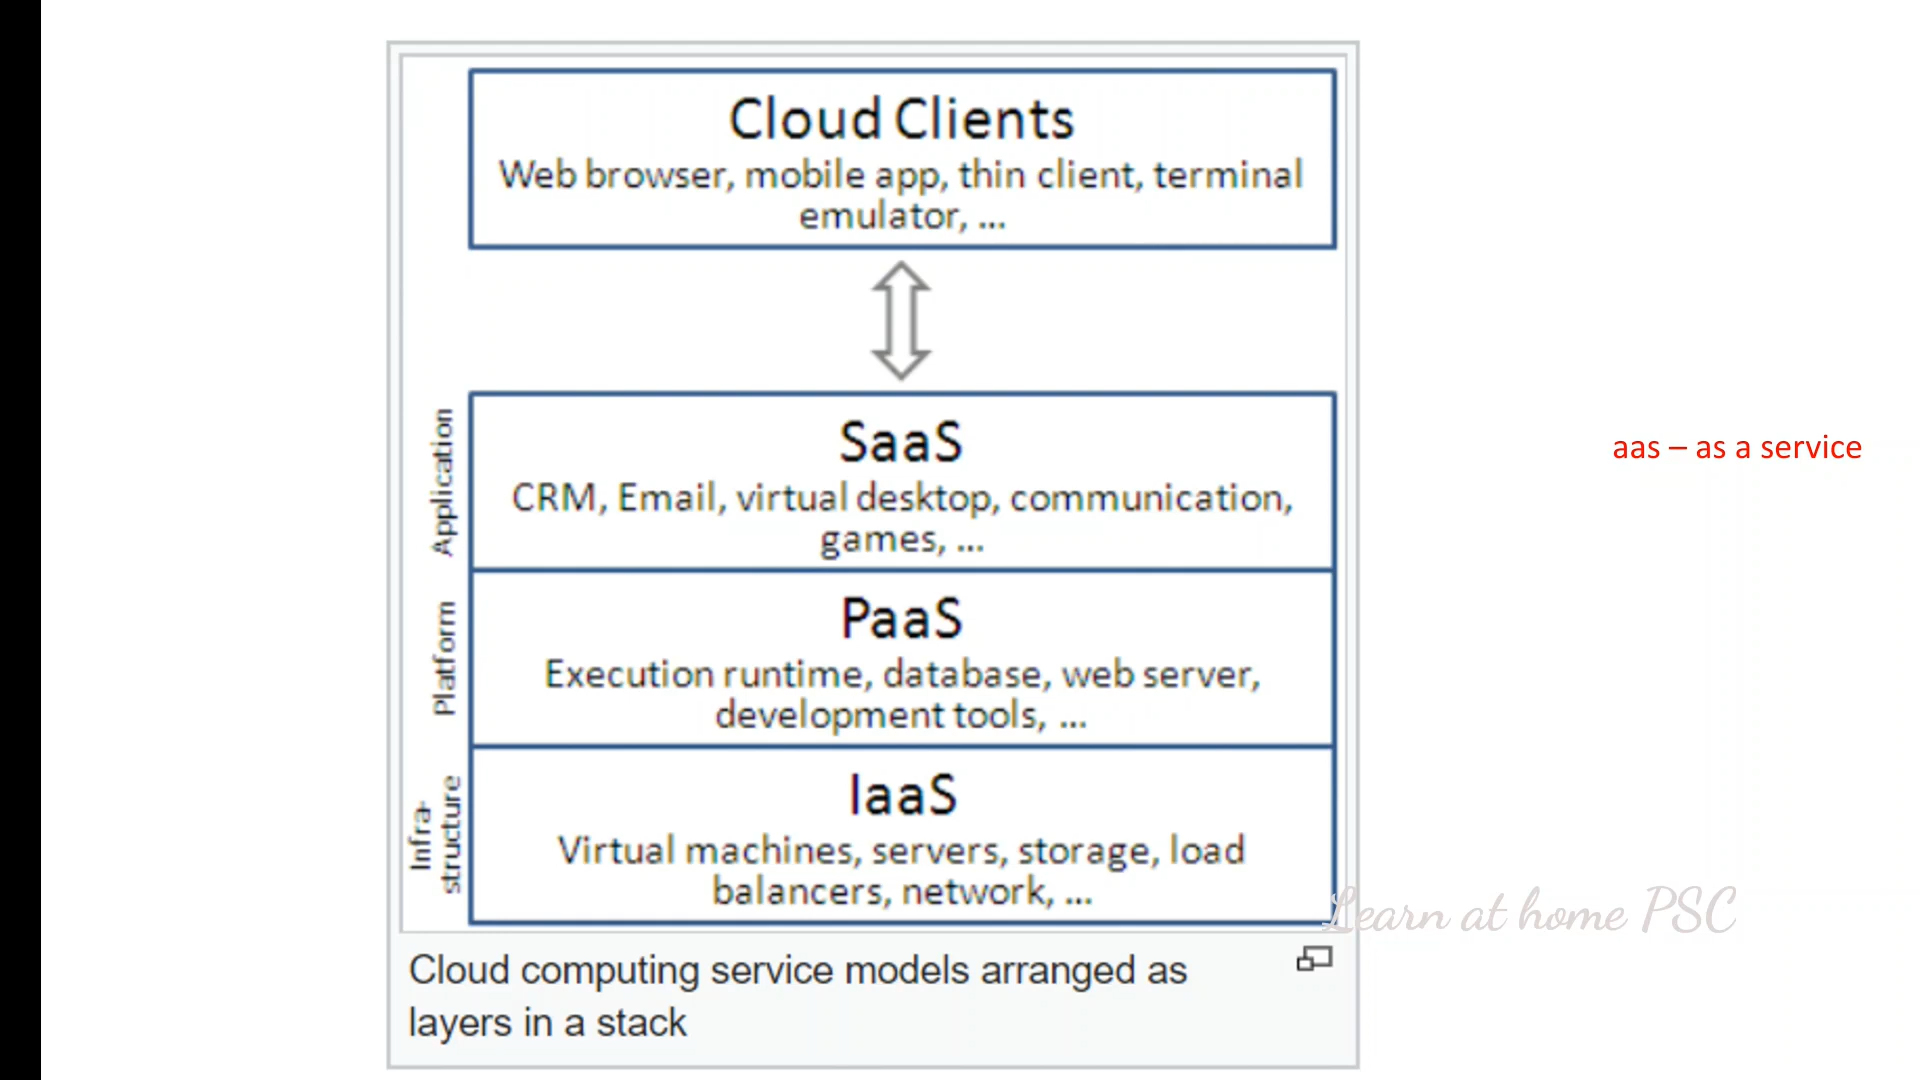 Cloud Clients
Web browser, mobile app, thin client, terminal
emulator, ...
Application
SaaS
CRM, Email, virtual desktop, communication,
games, ...
aas – as a service
Platform
PaaS
Execution runtime, database, web server,
development tools, ...
Infra-
structure
IaaS
Virtual machines, servers, storage, load
balancers, network, ...
Learn at home PSC
Cloud computing service models arranged as
layers in a stack